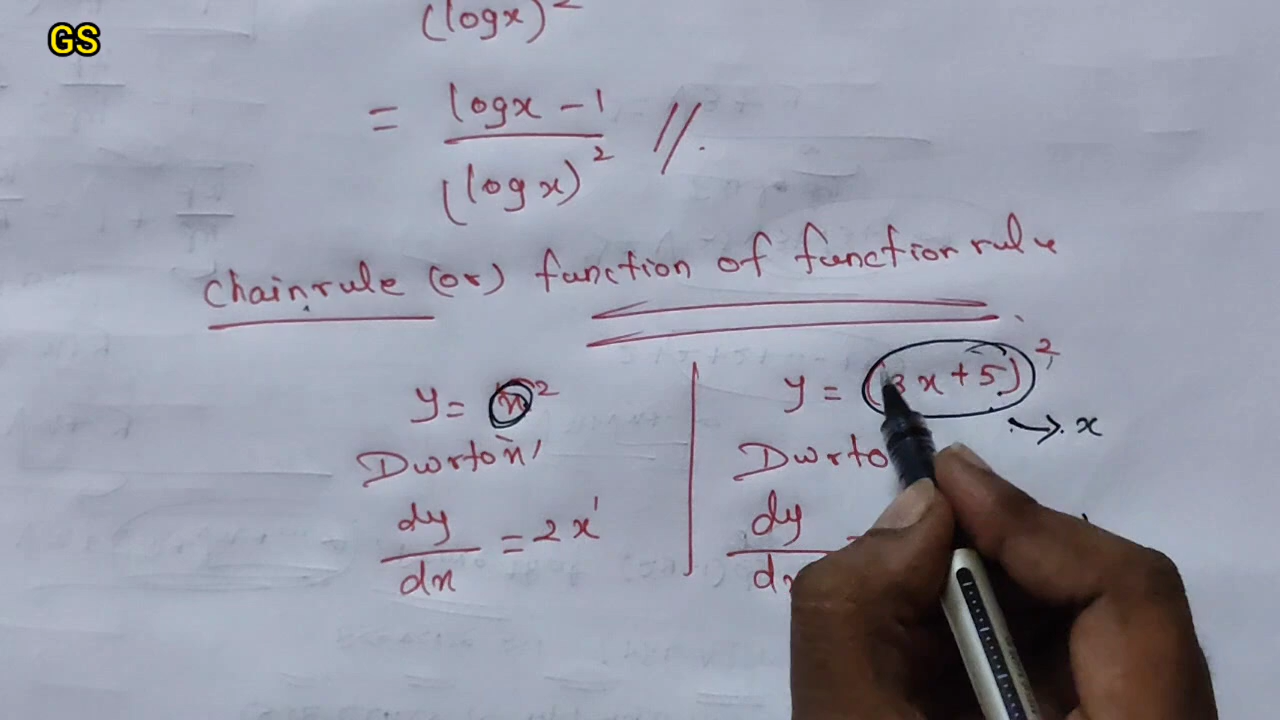 GS
(logx)²
= logx - 1 //.
(logx)²
Chainrule (or) function of function rule
y = x²
Dwrto x'
dy/dx = 2x¹
y = (3x+5)²
→ x
Dwrto
dy